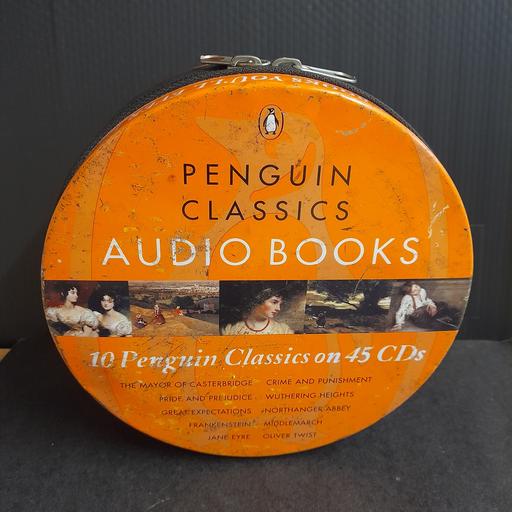 PENGUIN
CLASSICS
AUDIO BOOKS
10 Penguin Classics on 45 CDs
THE MAYOR OF CASTERBRIDGE CRIME AND PUNISHMENT
PRIDE AND PREJUDICE WUTHERING HEIGHTS
GREAT EXPECTATIONS NORTHANGER ABBEY
FRANKENSTEIN MIDDLEMARCH
JANE EYRE OLIVER TWIST